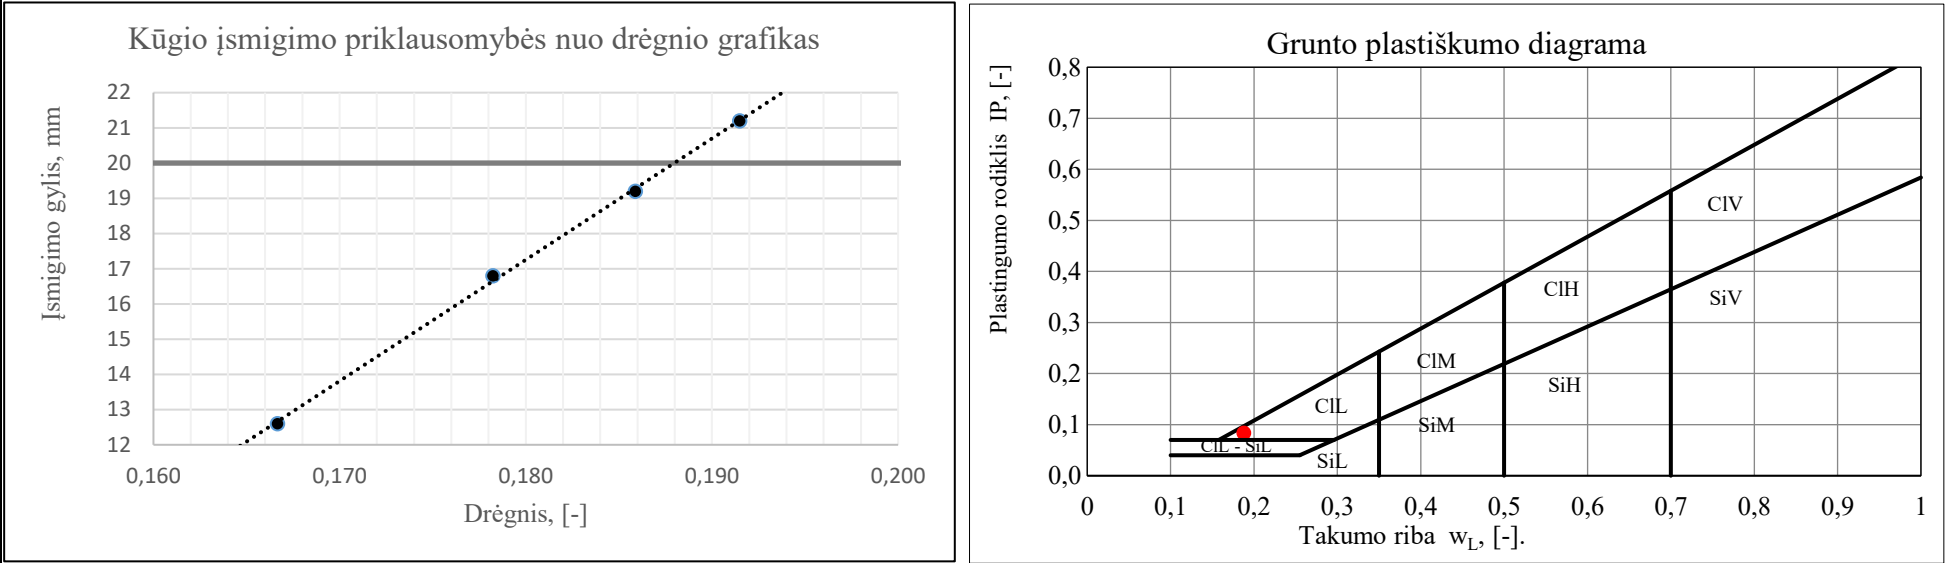 Kūgio įsmigimo priklausomybės nuo drėgnio grafikas
Įsmigimo gylis, mm
22
21
20
19
18
17
16
15
14
13
12
0,160 0,170 0,180 0,190 0,200
Drėgnis, [-]
Grunto plastiškumo diagrama
Plastingumo rodiklis IP, [-]
0,8
0,7
0,6
0,5
0,4
0,3
0,2
0,1
0,0
ClV
ClH
SiV
ClM
SiH
ClL
SiM
ClL - SiL
SiL
0 0,1 0,2 0,3 0,4 0,5 0,6 0,7 0,8 0,9 1
Takumo riba wL, [-].